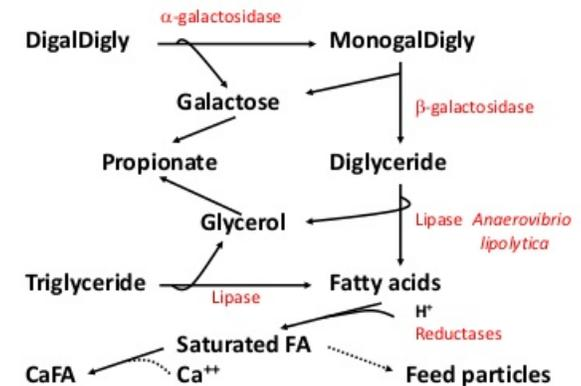 α-galactosidase
DigalDigly MonogalDigly
Galactose
β-galactosidase
Propionate Diglyceride
Glycerol Lipase Anaerovibrio
lipolytica
Triglyceride Fatty acids
Lipase
H⁺
Reductases
Saturated FA
CaFA Ca⁺⁺ Feed particles